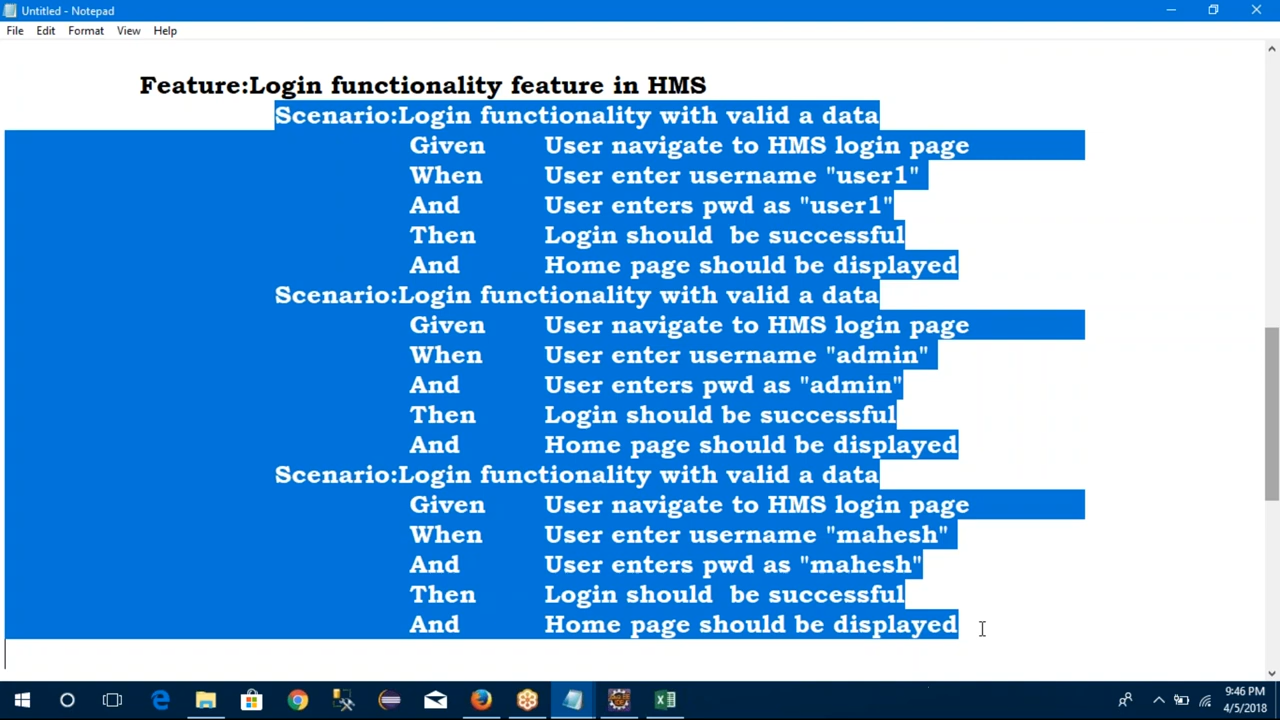 Untitled - Notepad
File Edit Format View Help
Feature:Login functionality feature in HMS
Scenario:Login functionality with valid a data
Given User navigate to HMS login page
When User enter username "user1"
And User enters pwd as "user1"
Then Login should  be successful
And Home page should be displayed
Scenario:Login functionality with valid a data
Given User navigate to HMS login page
When User enter username "admin"
And User enters pwd as "admin"
Then Login should be successful
And Home page should be displayed
Scenario:Login functionality with valid a data
Given User navigate to HMS login page
When User enter username "mahesh"
And User enters pwd as "mahesh"
Then Login should  be successful
And Home page should be displayed
9:46 PM
4/5/2018